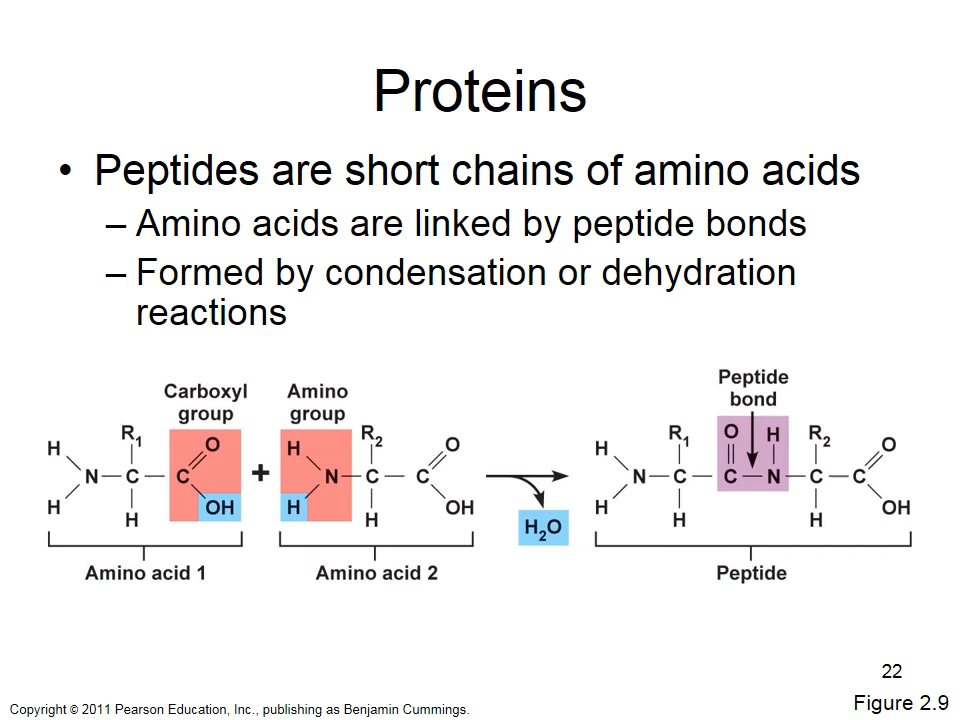 Proteins
• Peptides are short chains of amino acids
– Amino acids are linked by peptide bonds
– Formed by condensation or dehydration
reactions
Carboxyl
group
Amino
group
Peptide
bond
H R1 O H R2 O H R1 O H R2 O
N C C + N C C N C C N C C
H H OH H H OH H2O H H H OH
Amino acid 1 Amino acid 2 Peptide
22
Figure 2.9
Copyright © 2011 Pearson Education, Inc., publishing as Benjamin Cummings.